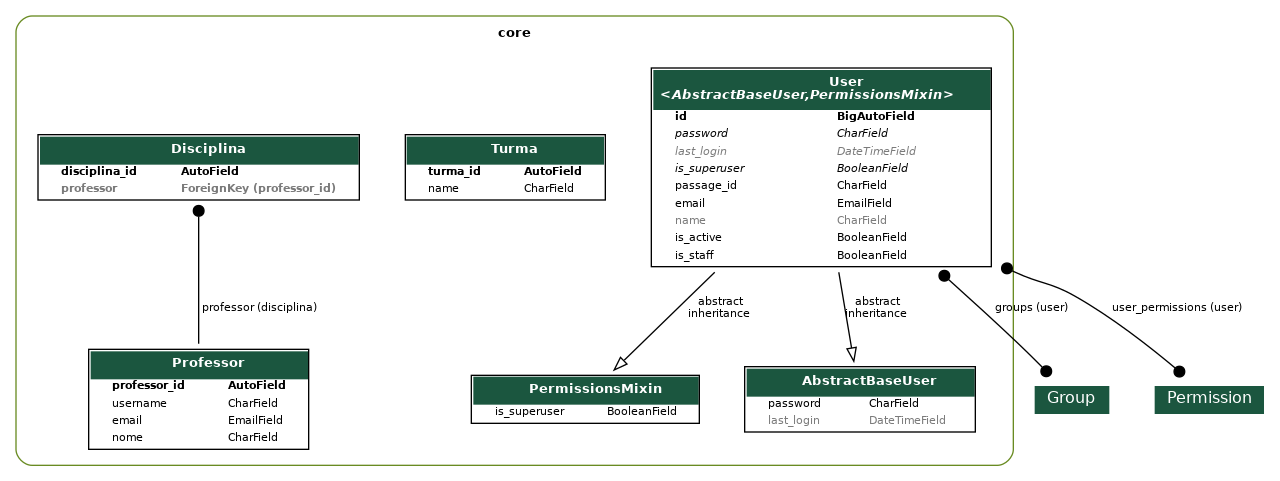 core
Disciplina
disciplina_id AutoField
professor ForeignKey (professor_id)
Turma
turma_id AutoField
name CharField
User
<AbstractBaseUser,PermissionsMixin>
id BigAutoField
password CharField
last_login DateTimeField
is_superuser BooleanField
passage_id CharField
email EmailField
name CharField
is_active BooleanField
is_staff BooleanField
professor (disciplina)
abstract
inheritance
abstract
inheritance
groups (user)
user_permissions (user)
Professor
professor_id AutoField
username CharField
email EmailField
nome CharField
PermissionsMixin
is_superuser BooleanField
AbstractBaseUser
password CharField
last_login DateTimeField
Group
Permission